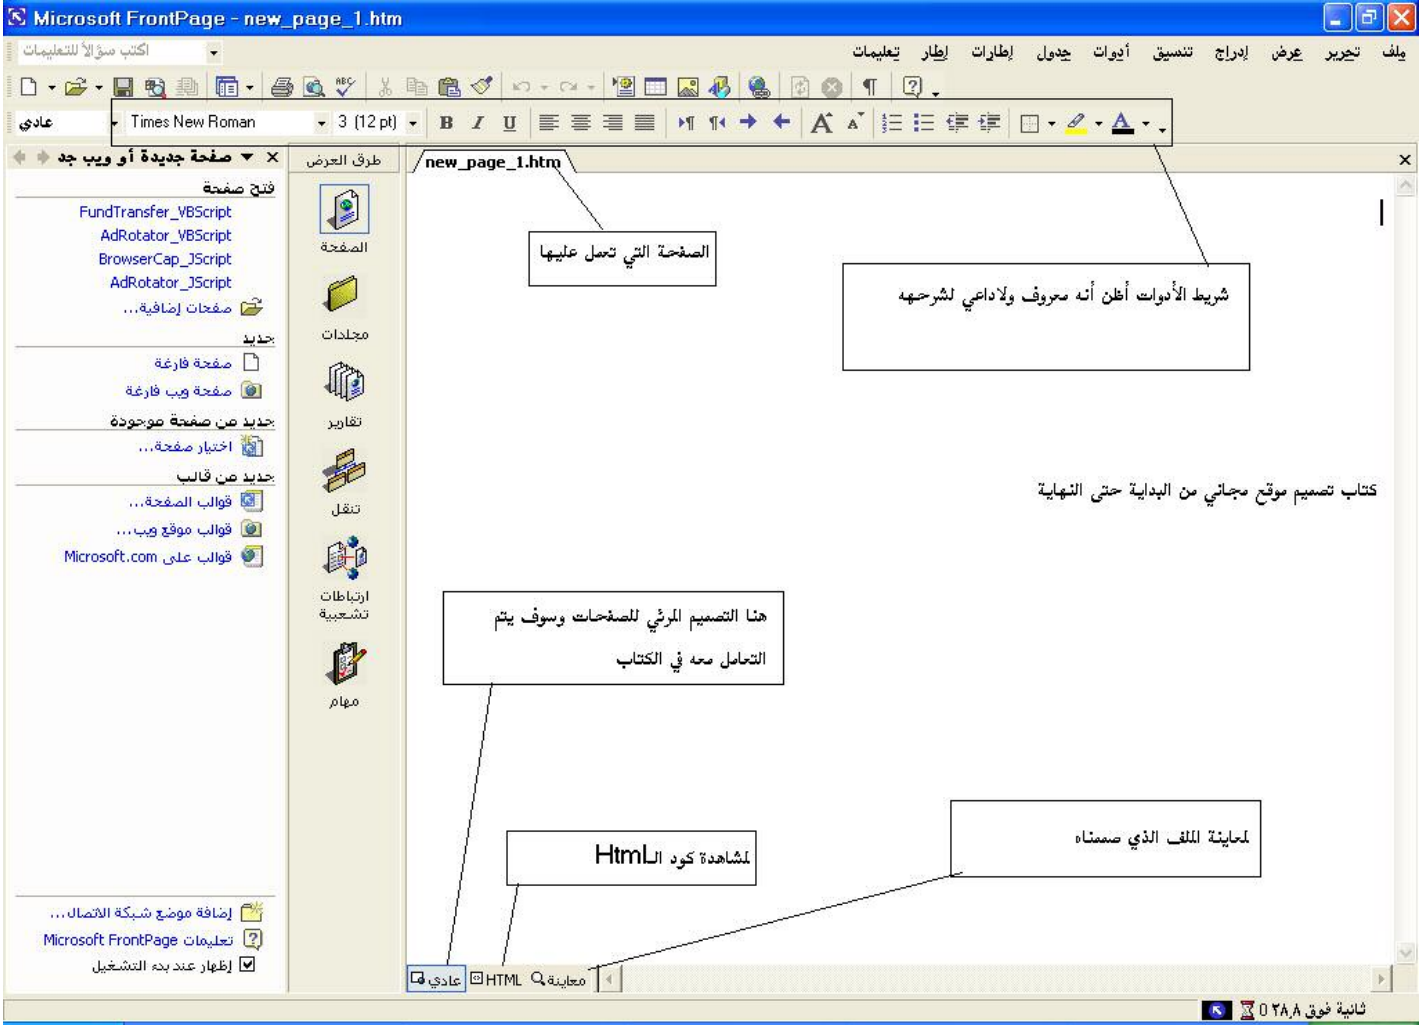 Microsoft FrontPage - new_page_1.htm
ملف تحرير عرض إدراج تنسيق أدوات جدول إطارات إطار تعليمات
اكتب سؤالاً للتعليمات
عادي
Times New Roman
3 (12 pt)
B I U
صفحة جديدة أو ويب جد
فتح صفحة
FundTransfer_VBScript
AdRotator_VBScript
BrowserCap_JScript
AdRotator_JScript
صفحات إضافية...
جديد
صفحة فارغة
صفحة ويب فارغة
جديد من صفحة موجودة
اختيار صفحة...
جديد من قالب
قوالب الصفحة...
قوالب موقع ويب...
قوالب على Microsoft.com
إضافة موضع شبكة الاتصال...
تعليمات Microsoft FrontPage
إظهار عند بدء التشغيل
طرق العرض
الصفحة
مجلدات
تقارير
تنقل
ارتباطات
تشعبية
مهام
new_page_1.htm
الصفحة التي تعمل عليها
شريط الأدوات أظن أنه معروف ولاداعي لشرحهه
كتاب تصميم موقع مجاني من البداية حتى النهاية
هنا التصميم المرئي للصفحات وسوف يتم
التعامل معه في الكتاب
لمشاهدة كود الـHtml
لمعاينة الملف الذي صممناه
عادي HTML معاينة
ثانية فوق ٢٨,٨ 0